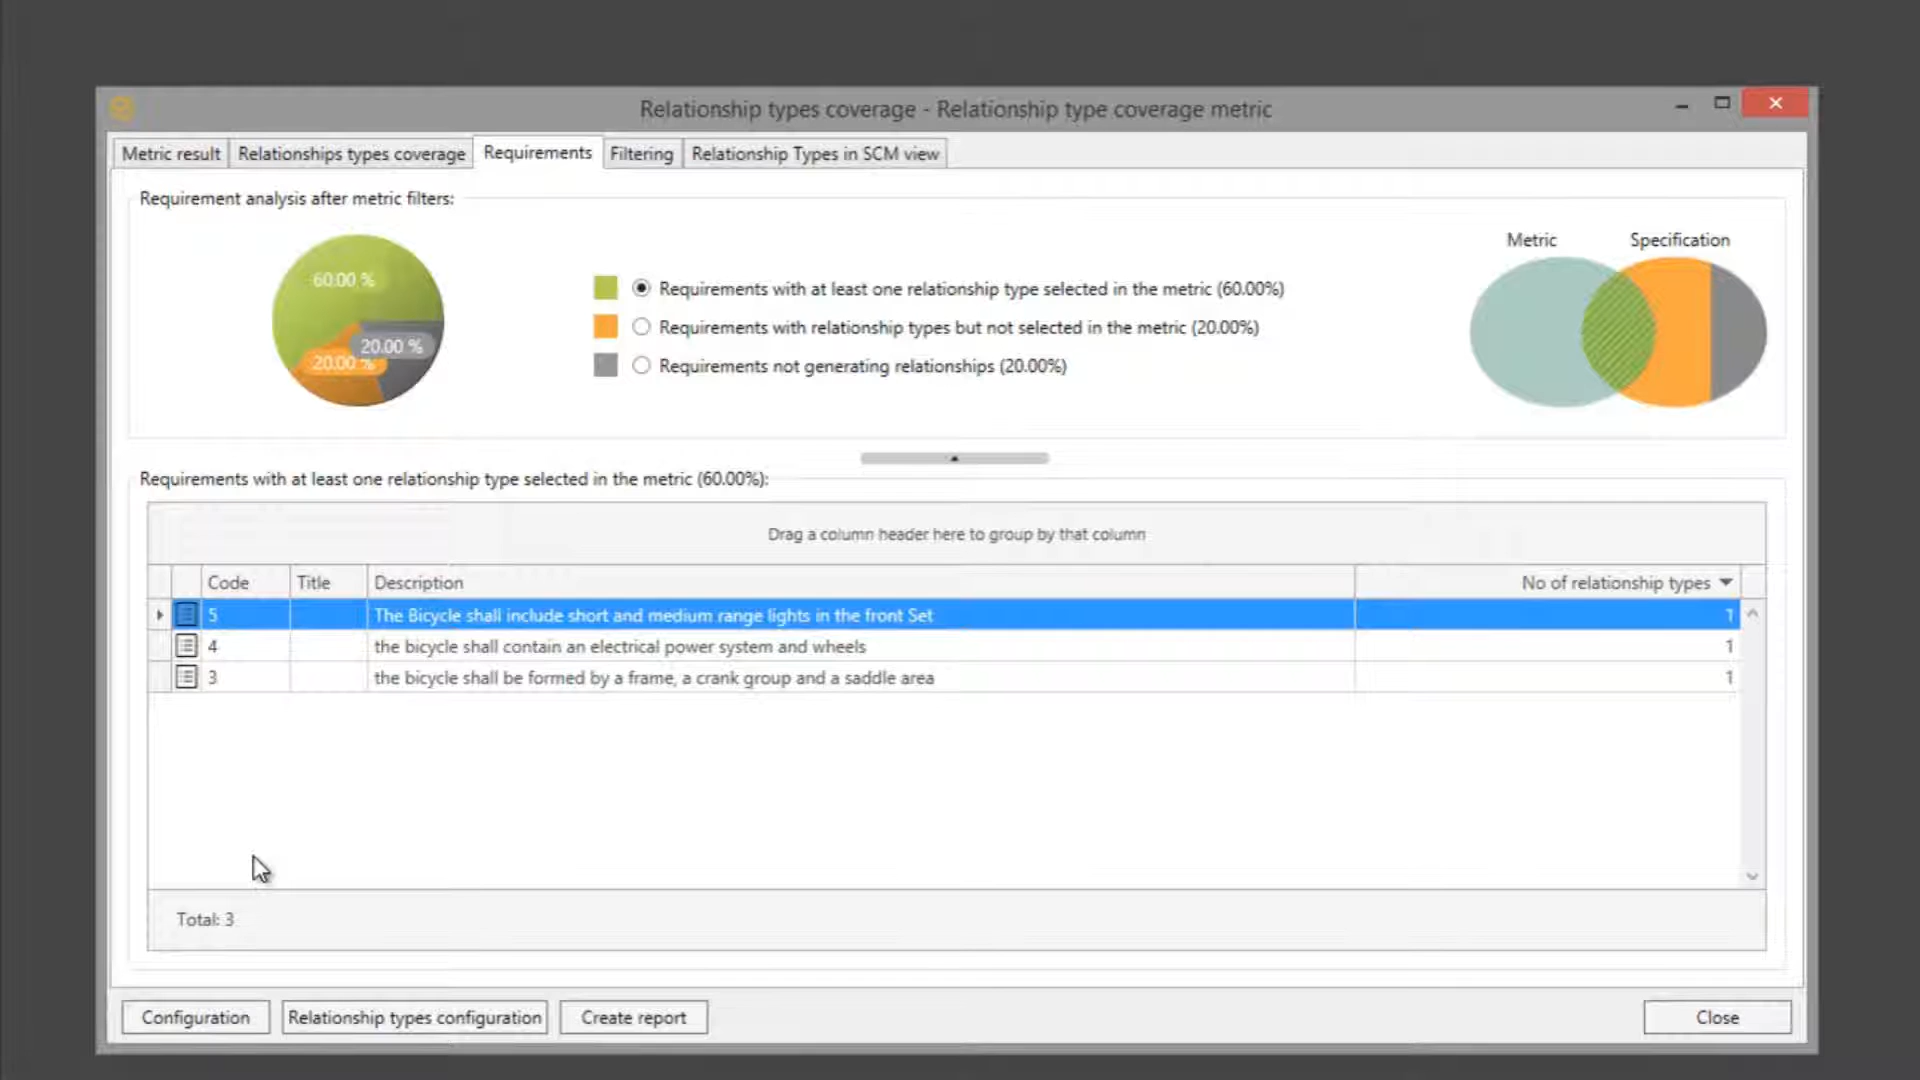 Relationship types coverage - Relationship type coverage metric
Metric result
Relationships types coverage
Requirements
Filtering
Relationship Types in SCM view
Requirement analysis after metric filters:
60.00 %
20.00 %
20.00 %
Requirements with at least one relationship type selected in the metric (60.00%)
Requirements with relationship types but not selected in the metric (20.00%)
Requirements not generating relationships (20.00%)
Metric
Specification
Requirements with at least one relationship type selected in the metric (60.00%):
Drag a column header here to group by that column
Code Title Description No of relationship types
5 The Bicycle shall include short and medium range lights in the front Set 1
4 the bicycle shall contain an electrical power system and wheels 1
3 the bicycle shall be formed by a frame, a crank group and a saddle area 1
Total: 3
Configuration
Relationship types configuration
Create report
Close